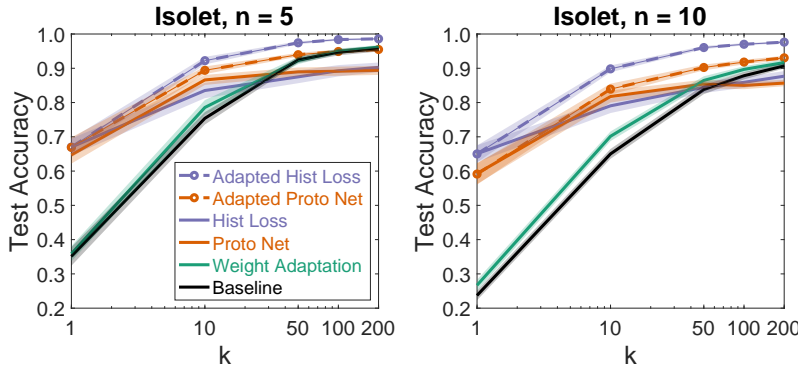 Isolet, n = 5
Test Accuracy
1.0
0.9
0.8
0.7
0.6
0.5
0.4
0.3
0.2
Adapted Hist Loss
Adapted Proto Net
Hist Loss
Proto Net
Weight Adaptation
Baseline
1 10 50 100 200
k
Isolet, n = 10
Test Accuracy
1.0
0.9
0.8
0.7
0.6
0.5
0.4
0.3
0.2
1 10 50 100 200
k